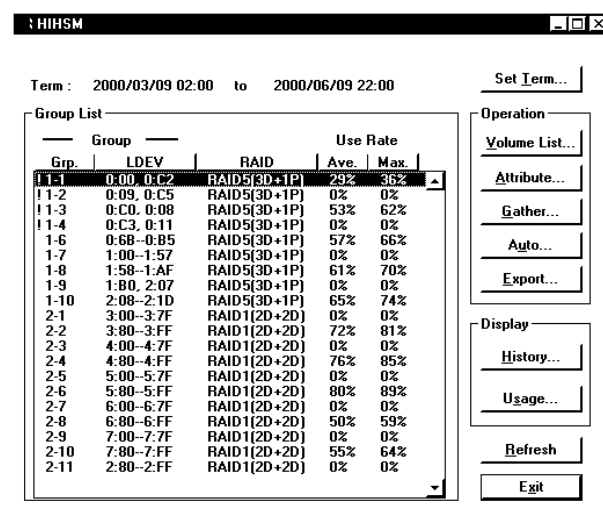 HIHSM
Term : 2000/03/09 02:00 to 2000/06/09 22:00
Set Term...
Group List
Group Use Rate
Grp. LDEV RAID Ave. Max.
! 1-1 0:00, 0:C2 RAID5(3D+1P) 29% 36%
! 1-2 0:09, 0:C5 RAID5(3D+1P) 0% 0%
! 1-3 0:C0, 0:08 RAID5(3D+1P) 53% 62%
! 1-4 0:C3, 0:11 RAID5(3D+1P) 0% 0%
1-6 0:6B--0:B5 RAID5(3D+1P) 57% 66%
1-7 1:00--1:57 RAID5(3D+1P) 0% 0%
1-8 1:58--1:AF RAID5(3D+1P) 61% 70%
1-9 1:B0, 2:07 RAID5(3D+1P) 0% 0%
1-10 2:08--2:1D RAID5(3D+1P) 65% 74%
2-1 3:00--3:7F RAID1(2D+2D) 0% 0%
2-2 3:80--3:FF RAID1(2D+2D) 72% 81%
2-3 4:00--4:7F RAID1(2D+2D) 0% 0%
2-4 4:80--4:FF RAID1(2D+2D) 76% 85%
2-5 5:00--5:7F RAID1(2D+2D) 0% 0%
2-6 5:80--5:FF RAID1(2D+2D) 80% 89%
2-7 6:00--6:7F RAID1(2D+2D) 0% 0%
2-8 6:80--6:FF RAID1(2D+2D) 50% 59%
2-9 7:00--7:7F RAID1(2D+2D) 0% 0%
2-10 7:80--7:FF RAID1(2D+2D) 55% 64%
2-11 2:80--2:FF RAID1(2D+2D) 0% 0%
Operation
Volume List...
Attribute...
Gather...
Auto...
Export...
Display
History...
Usage...
Refresh
Exit